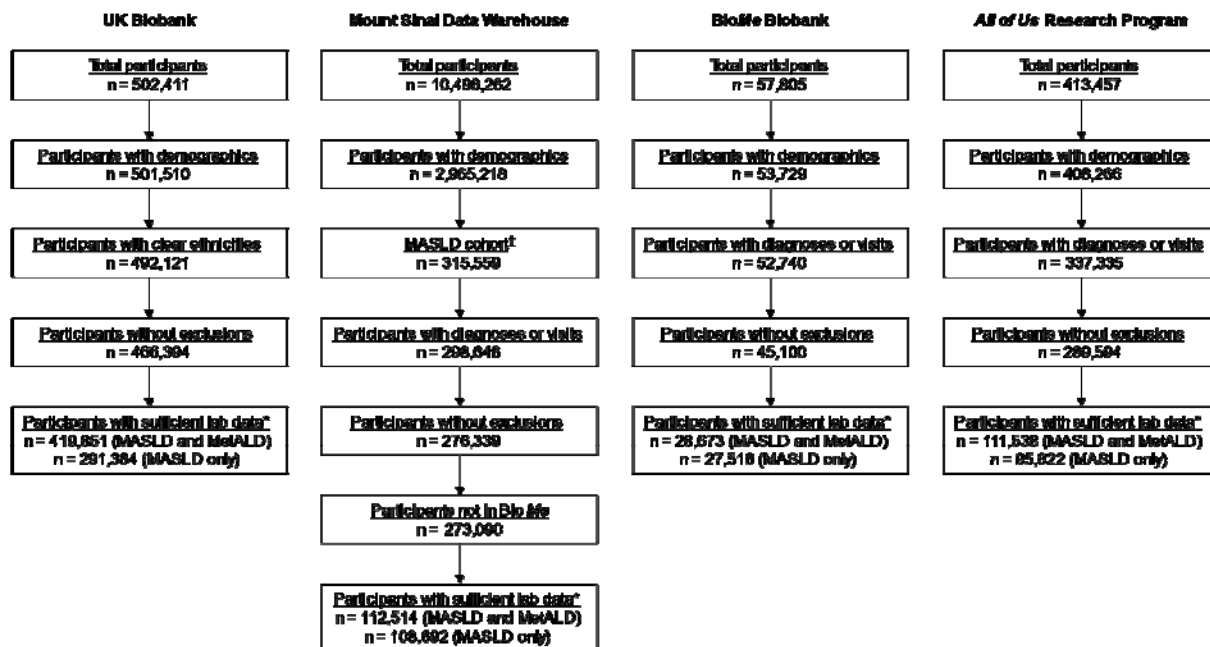 UK Biobank
Total participants
n = 502,411
Participants with demographics
n = 501,510
Participants with clear ethnicities
n = 492,121
Participants without exclusions
n = 466,394
Participants with sufficient lab data*
n = 419,851 (MASLD and MetALD)
n = 291,384 (MASLD only)
Mount Sinai Data Warehouse
Total participants
n = 10,498,262
Participants with demographics
n = 2,965,218
MASLD cohort†
n = 315,559
Participants with diagnoses or visits
n = 298,646
Participants without exclusions
n = 276,339
Participants not in BioMe
n = 273,090
Participants with sufficient lab data*
n = 112,514 (MASLD and MetALD)
n = 108,692 (MASLD only)
BioMe Biobank
Total participants
n = 57,805
Participants with demographics
n = 53,729
Participants with diagnoses or visits
n = 52,740
Participants without exclusions
n = 45,100
Participants with sufficient lab data*
n = 28,673 (MASLD and MetALD)
n = 27,518 (MASLD only)
All of Us Research Program
Total participants
n = 413,457
Participants with demographics
n = 408,266
Participants with diagnoses or visits
n = 337,335
Participants without exclusions
n = 289,594
Participants with sufficient lab data*
n = 111,538 (MASLD and MetALD)
(MASLD only)